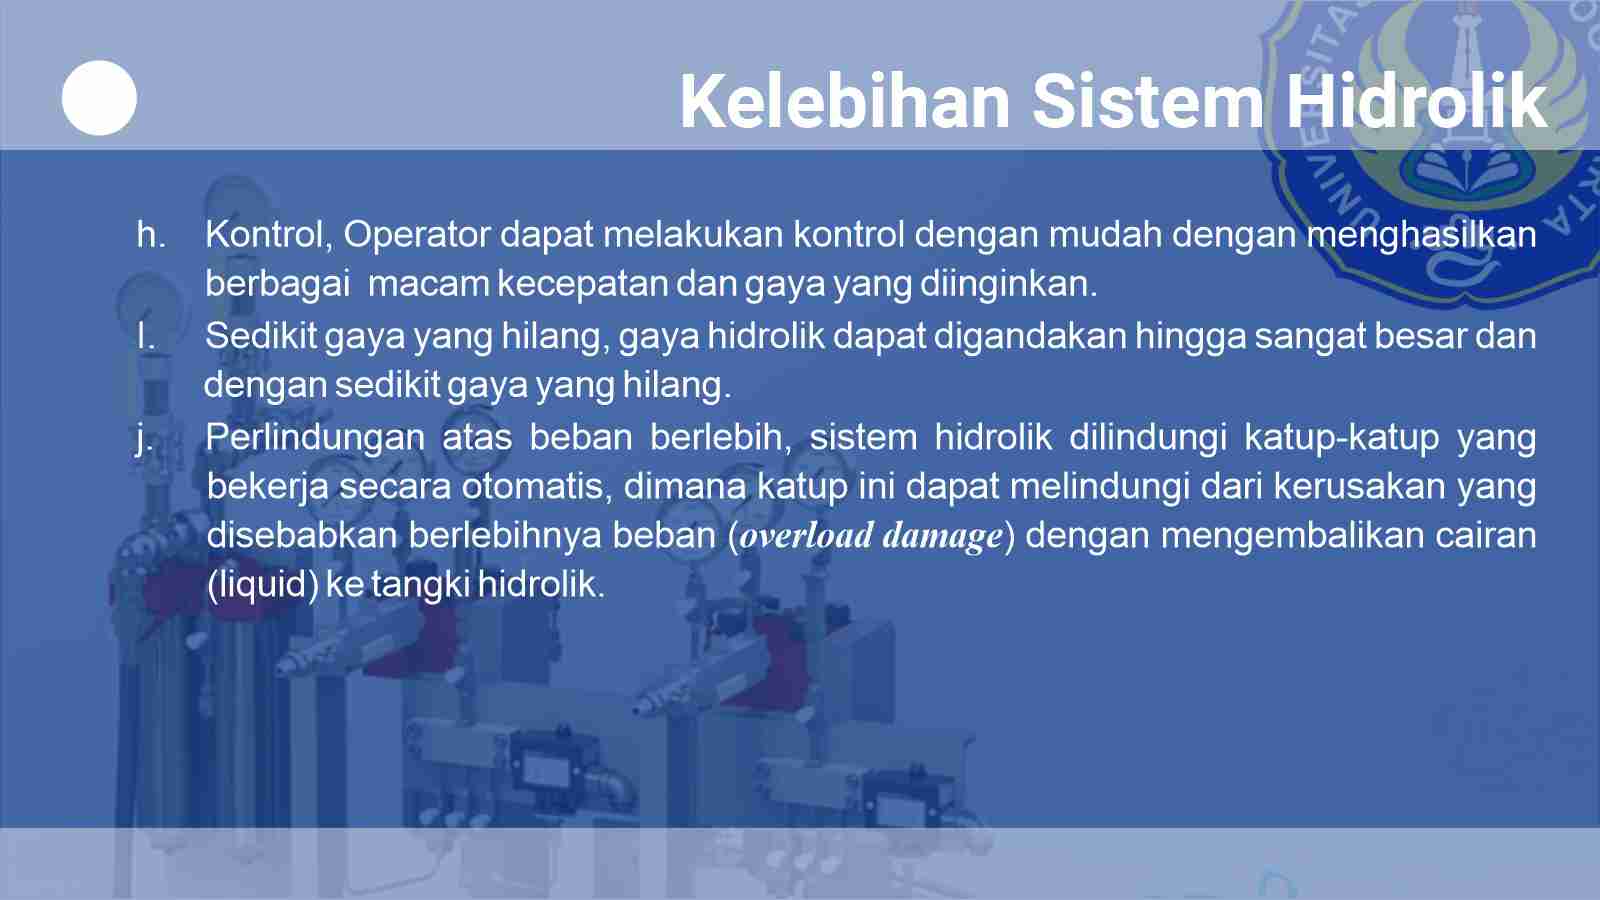 Kelebihan Sistem Hidrolik
h. Kontrol, Operator dapat melakukan kontrol dengan mudah dengan menghasilkan
berbagai macam kecepatan dan gaya yang diinginkan.
I. Sedikit gaya yang hilang, gaya hidrolik dapat digandakan hingga sangat besar dan
dengan sedikit gaya yang hilang.
j. Perlindungan atas beban berlebih, sistem hidrolik dilindungi katup-katup yang
bekerja secara otomatis, dimana katup ini dapat melindungi dari kerusakan yang
disebabkan berlebihnya beban (overload damage) dengan mengembalikan cairan
(liquid) ke tangki hidrolik.
UNIVERSITAS